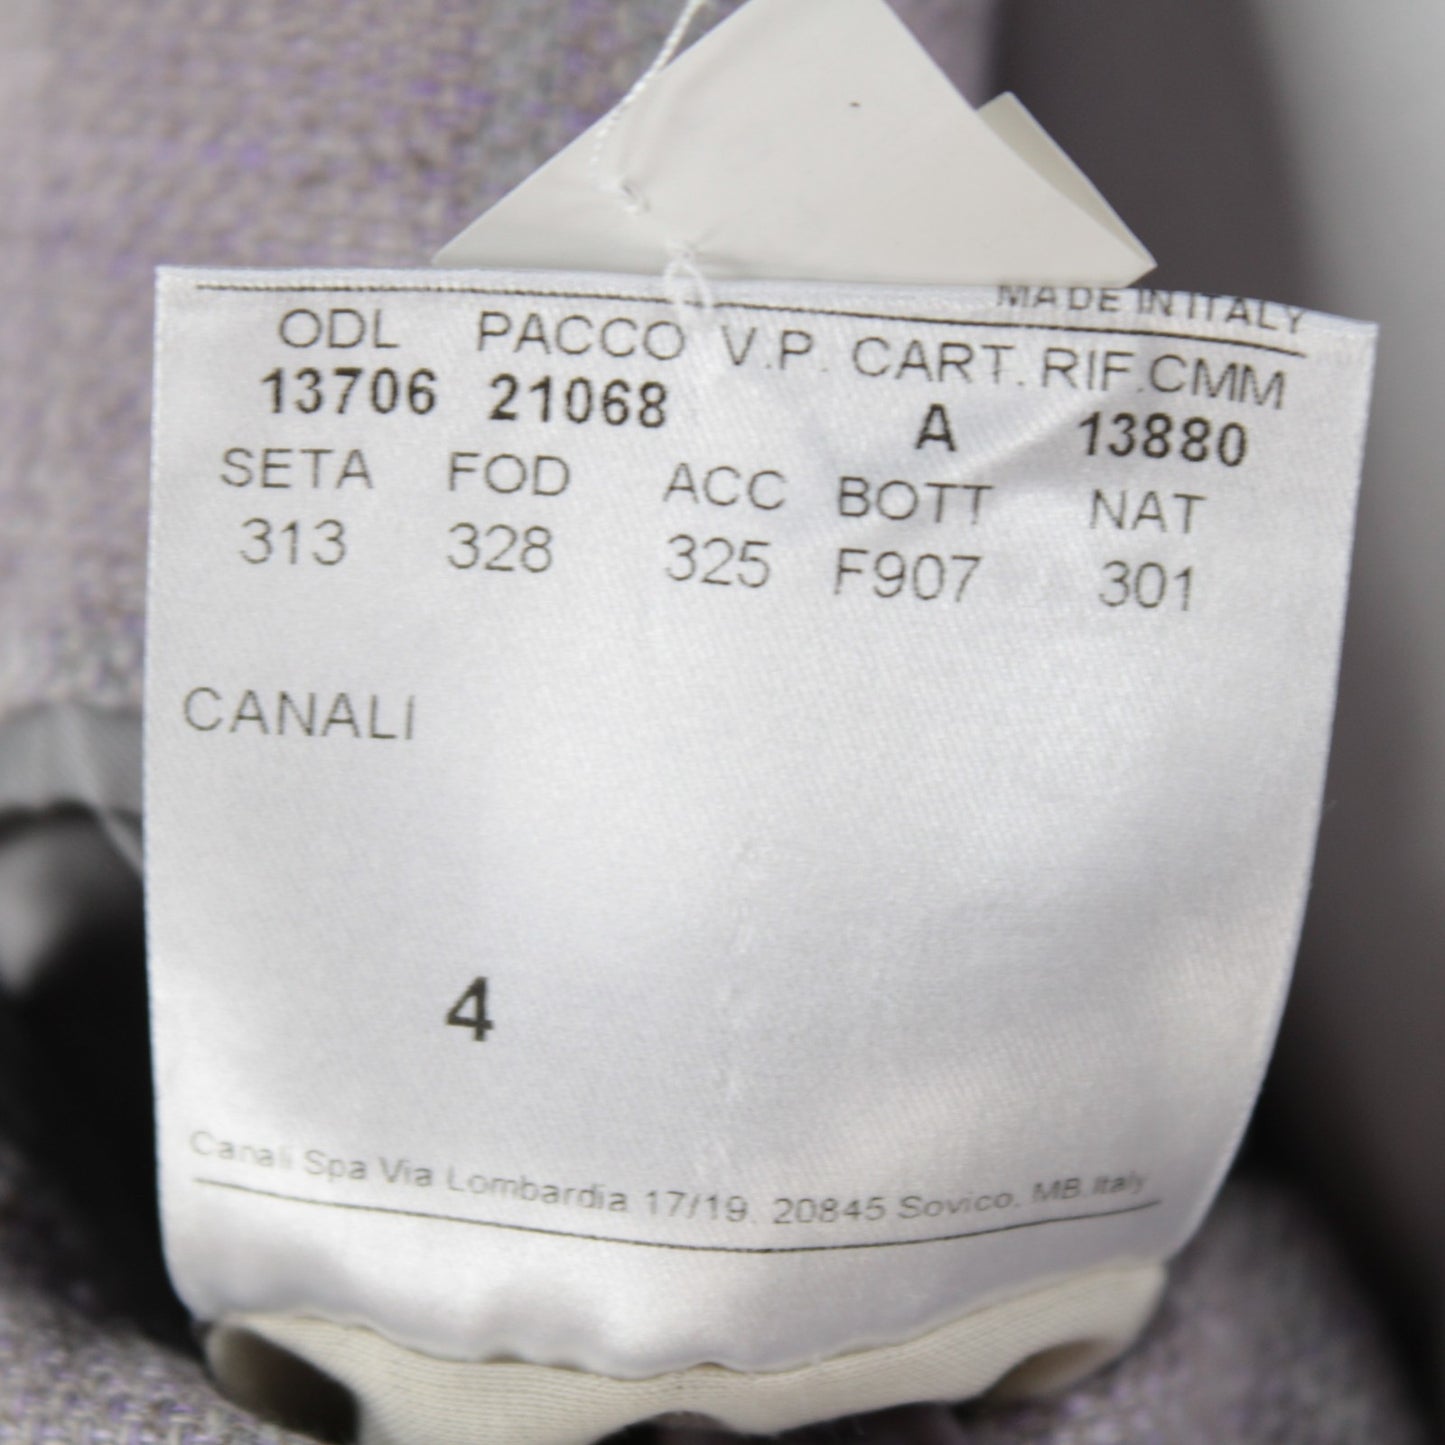 MADE IN ITALY
ODL PACCO V.P. CART. RIF.CMM
13706 21068 A 13880
SETA FOD ACC BOTT NAT
313 328 325 F907 301
CANALI
4
Canali Spa Via Lombardia 17/19. 20845 Sovico. MB.Italy